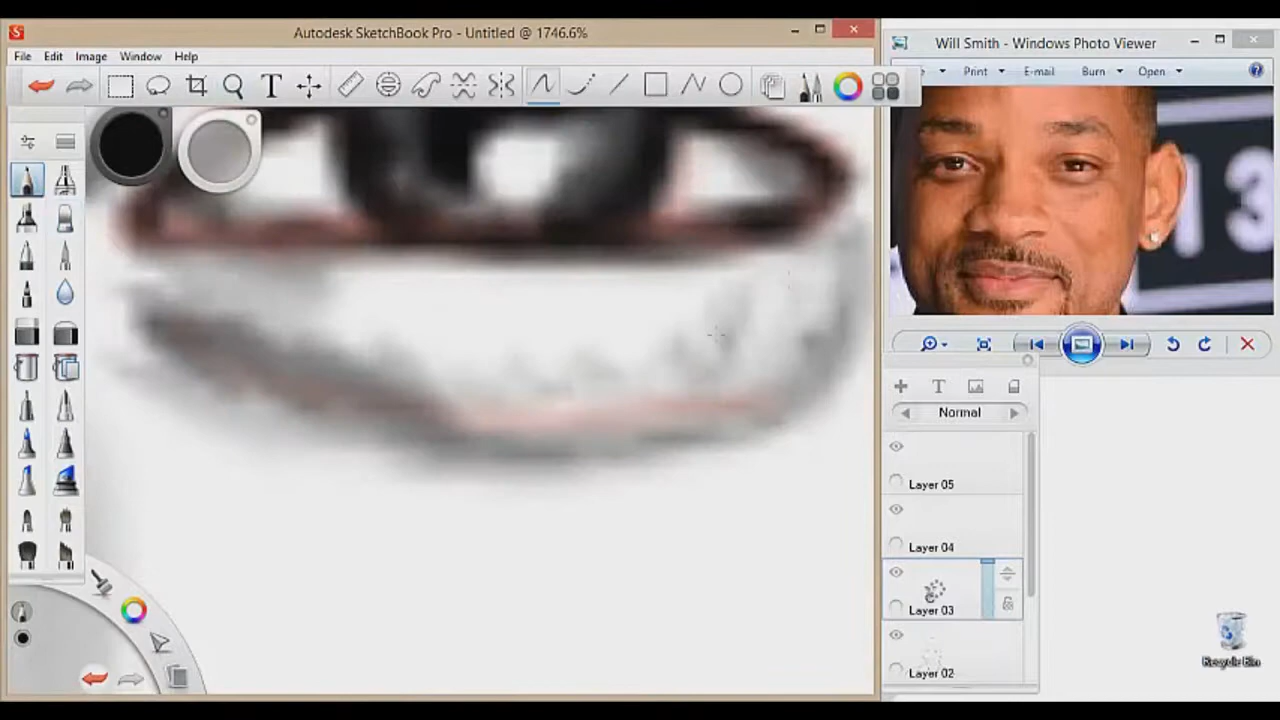 Autodesk SketchBook Pro - Untitled @ 1746.6%
File Edit Image Window Help
T
Will Smith - Windows Photo Viewer
Print E-mail Burn Open
13
T
Normal
Layer 05
Layer 04
Layer 03
Layer 02
Recycle Bin